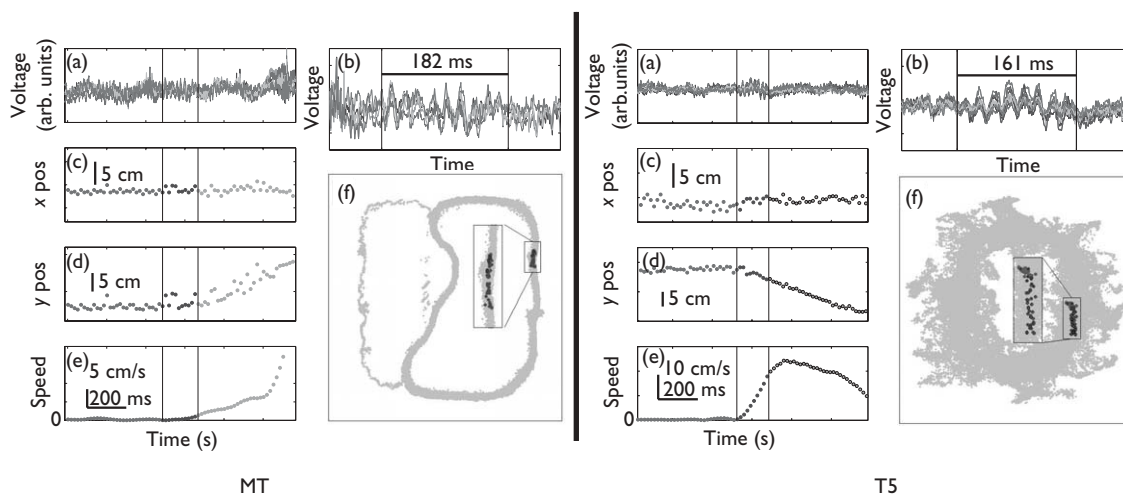 (a)
Voltage
(arb. units)
(b)
182 ms
Voltage
Time
(c)
5 cm
x pos
(d)
5 cm
y pos
(e)
5 cm/s
200 ms
Speed
0
Time (s)
(f)
MT
(a)
Voltage
(arb.units)
(b)
161 ms
Voltage
Time
(c)
5 cm
x pos
(d)
5 cm
y pos
(e)
10 cm/s
200 ms
Speed
0
Time (s)
(f)
T5